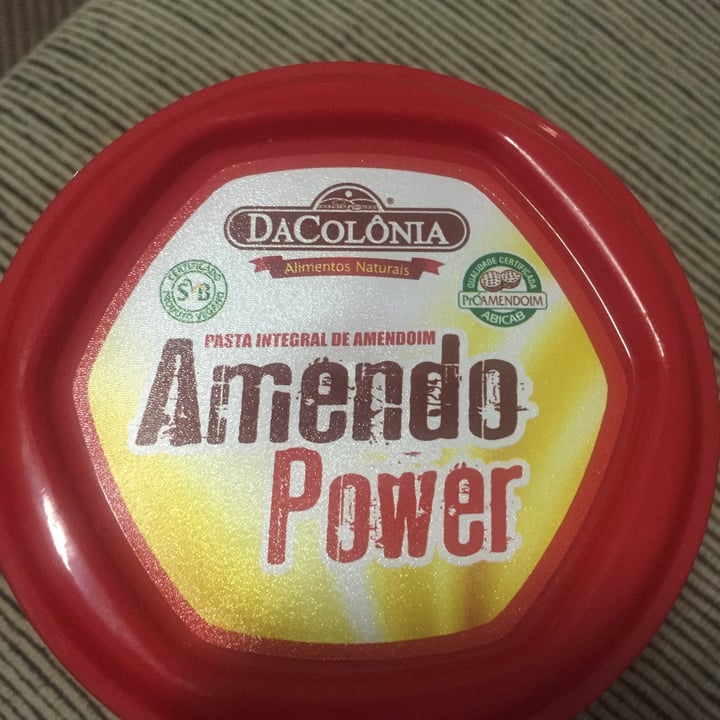 DACOLÔNIA
®
Alimentos Naturais
CERTIFICADO
SVB
PRODUTO VEGANO
QUALIDADE CERTIFICADA
PRÓAMENDOIM
ABICAB
PASTA INTEGRAL DE AMENDOIM
Amendo
Power